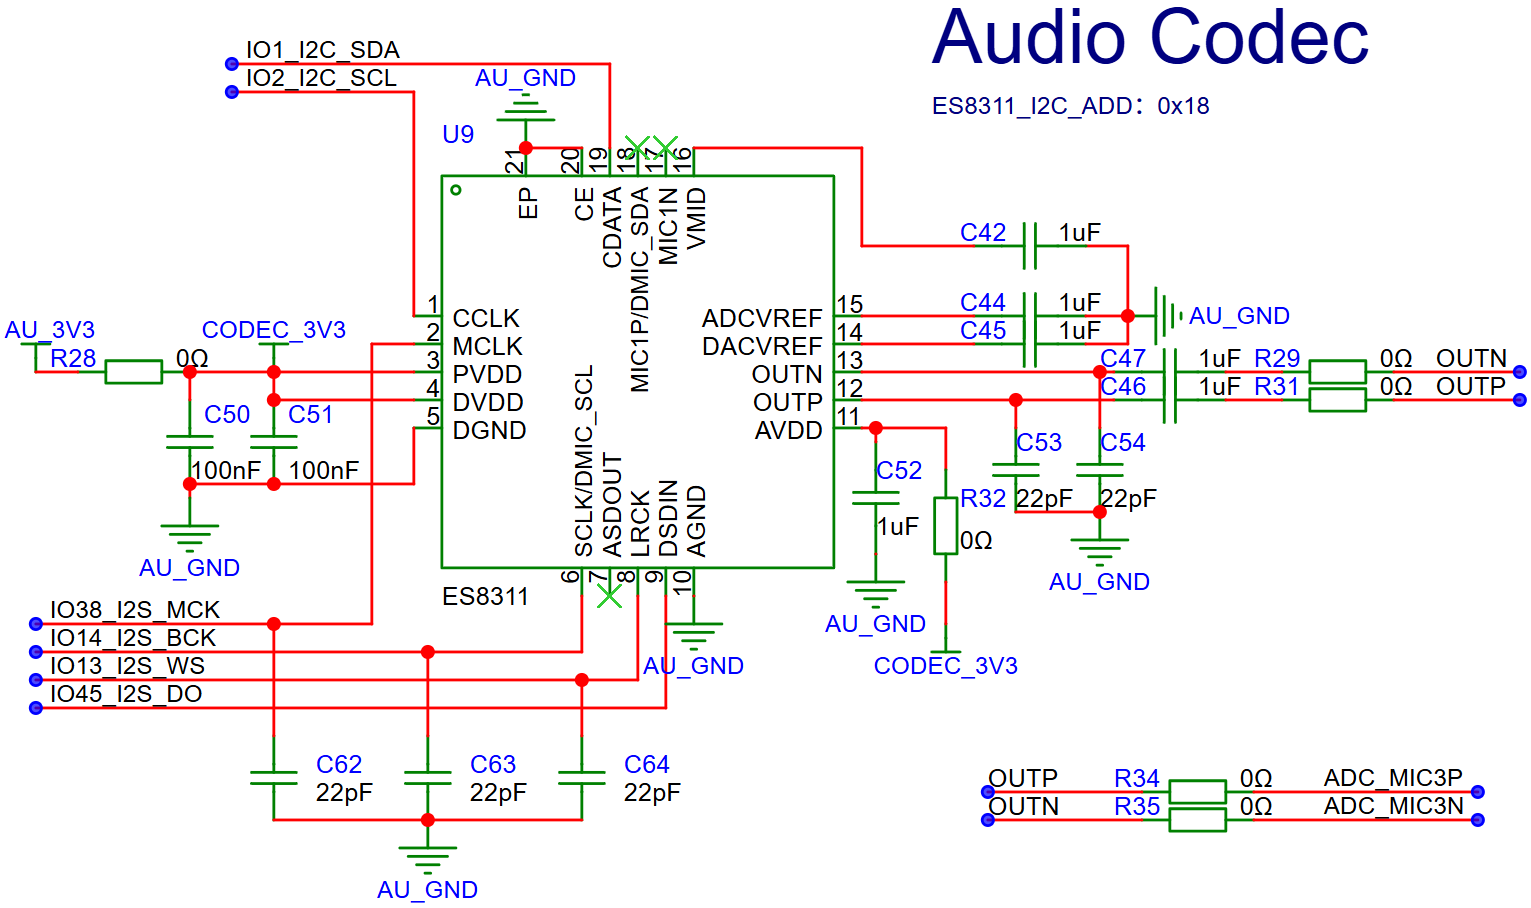 Audio Codec
ES8311_I2C_ADD：0x18
IO1_I2C_SDA
IO2_I2C_SCL
AU_GND
U9
21
20
19
18
17
16
EP
CE
CDATA
MIC1P/DMIC_SDA
MIC1N
VMID
1
2
3
4
5
CCLK
MCLK
PVDD
DVDD
DGND
15
14
13
12
11
ADCVREF
DACVREF
OUTN
OUTP
AVDD
SCLK/DMIC_SCL
ASDOUT
LRCK
DSDIN
AGND
6
7
8
9
10
ES8311
AU_GND
AU_3V3
R28
0Ω
CODEC_3V3
C50
100nF
C51
100nF
AU_GND
C42
1uF
C44
1uF
C45
1uF
AU_GND
C47
1uF
R29
0Ω
OUTN
C46
1uF
R31
0Ω
OUTP
C53
22pF
C54
22pF
AU_GND
C52
1uF
AU_GND
R32
0Ω
CODEC_3V3
IO38_I2S_MCK
IO14_I2S_BCK
IO13_I2S_WS
IO45_I2S_DO
C62
22pF
C63
22pF
C64
22pF
AU_GND
OUTP
R34
0Ω
ADC_MIC3P
OUTN
R35
0Ω
ADC_MIC3N